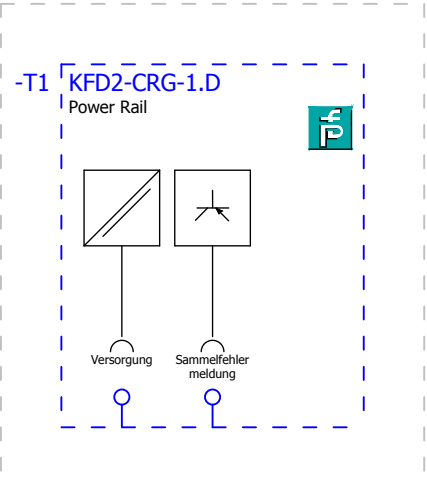 -T1 KFD2-CRG-1.D
Power Rail
Versorgung
Sammelfehler
meldung